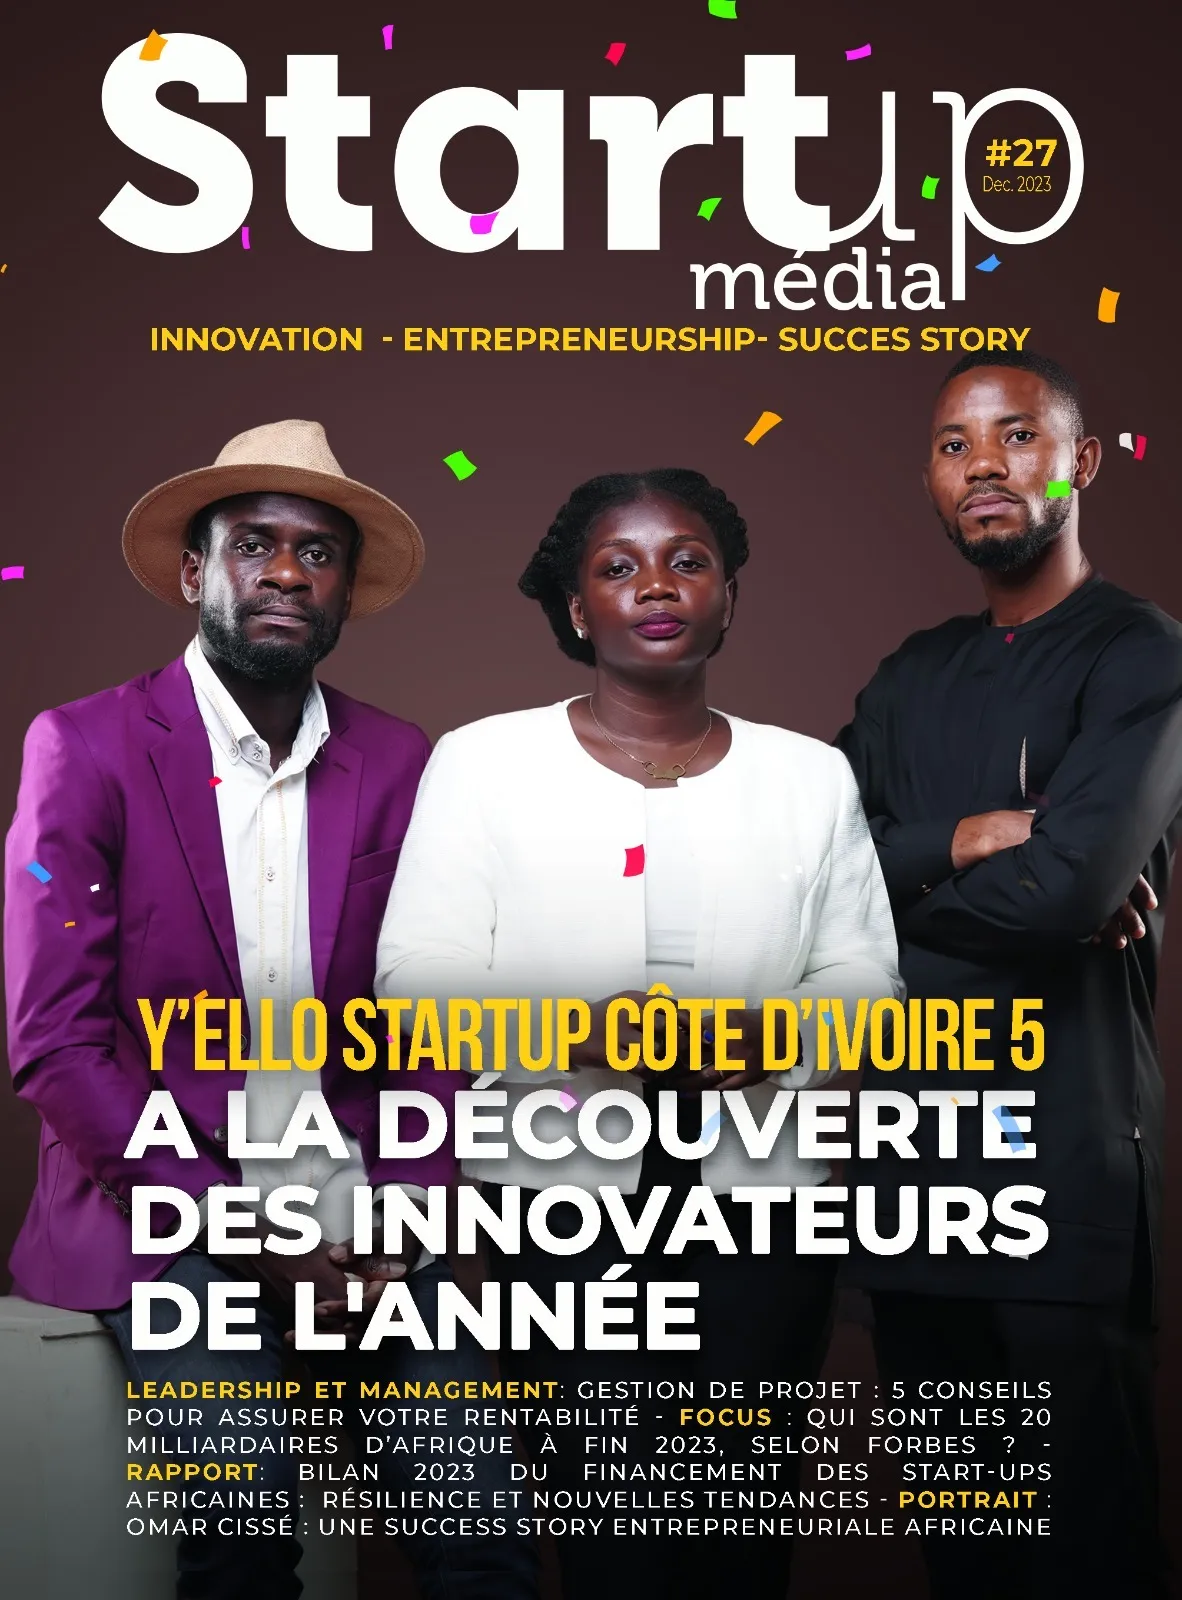 Startup
#27
Dec. 2023
média
INNOVATION - ENTREPRENEURSHIP- SUCCES STORY
Y'ELLO STARTUP CÔTE D'IVOIRE 5
A LA DÉCOUVERTE
DES INNOVATEURS
DE L'ANNÉE
LEADERSHIP ET MANAGEMENT: GESTION DE PROJET : 5 CONSEILS
POUR ASSURER VOTRE RENTABILITÉ - FOCUS : QUI SONT LES 20
MILLIARDAIRES D'AFRIQUE À FIN 2023, SELON FORBES ? -
RAPPORT: BILAN 2023 DU FINANCEMENT DES START-UPS
AFRICAINES : RÉSILIENCE ET NOUVELLES TENDANCES - PORTRAIT :
OMAR CISSÉ : UNE SUCCESS STORY ENTREPRENEURIALE AFRICAINE